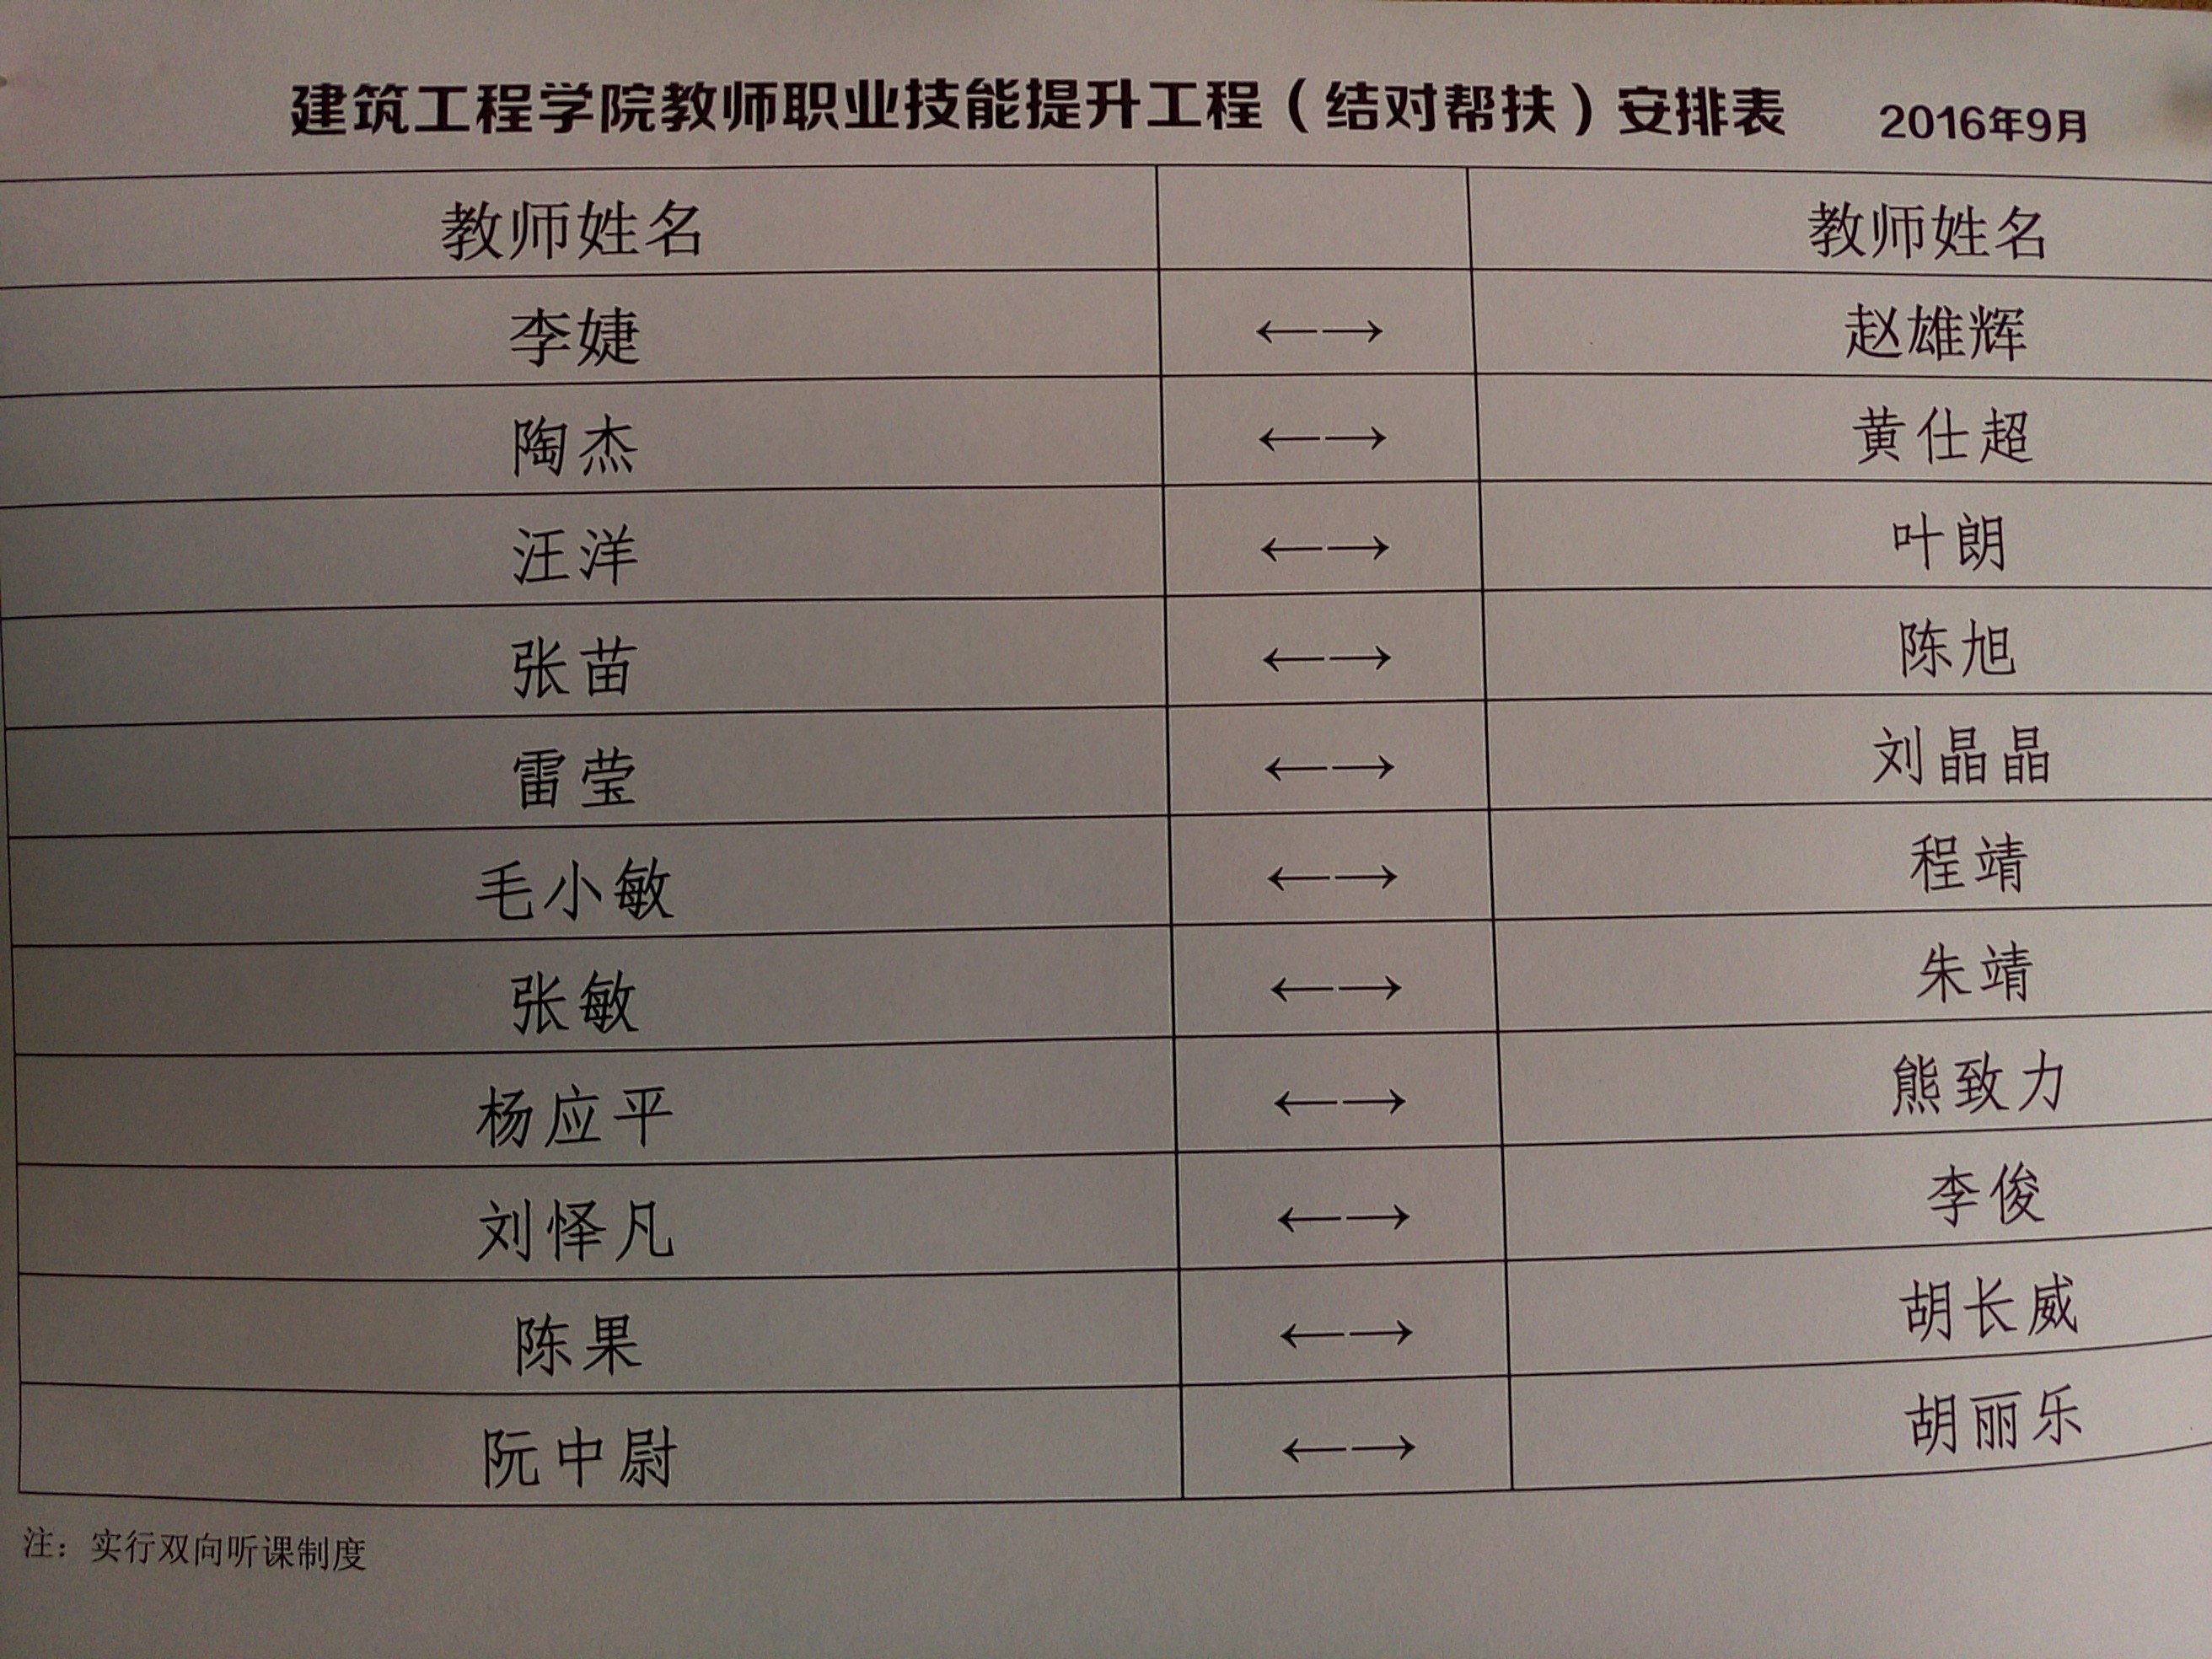 建筑工程学院教师职业技能提升工程（结对帮扶）安排表 2016年9月
教师姓名 教师姓名
李婕 ←→ 赵雄辉
陶杰 ←→ 黄仕超
汪洋 ←→ 叶朗
张苗 ←→ 陈旭
雷莹 ←→ 刘晶晶
毛小敏 ←→ 程靖
张敏 ←→ 朱靖
杨应平 ←→ 熊致力
刘怿凡 ←→ 李俊
陈果 ←→ 胡长威
阮中尉 ←→ 胡丽乐
注：实行双向听课制度